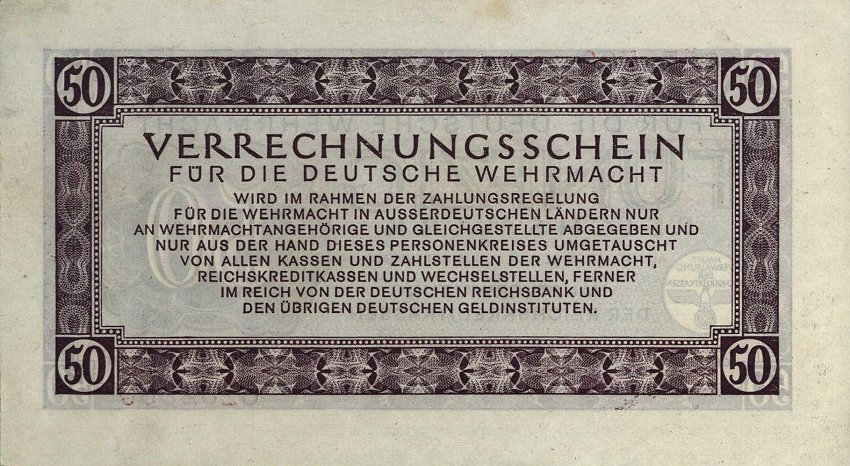 50 50
VERRECHNUNGSSCHEIN
FÜR DIE DEUTSCHE WEHRMACHT
WIRD IM RAHMEN DER ZAHLUNGSREGELUNG
FÜR DIE WEHRMACHT IN AUSSERDEUTSCHEN LÄNDERN NUR
AN WEHRMACHTANGEHÖRIGE UND GLEICHGESTELLTE ABGEGEBEN UND
NUR AUS DER HAND DIESES PERSONENKREISES UMGETAUSCHT
VON ALLEN KASSEN UND ZAHLSTELLEN DER WEHRMACHT,
REICHSKREDITKASSEN UND WECHSELSTELLEN, FERNER
IM REICH VON DER DEUTSCHEN REICHSBANK UND
DEN ÜBRIGEN DEUTSCHEN GELDINSTITUTEN.
50 50